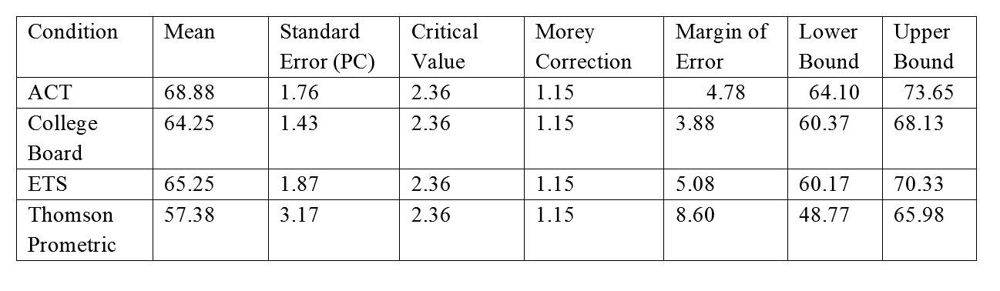 Condition Mean Standard Error (PC) Critical Value Morey Correction Margin of Error Lower Bound Upper Bound
ACT 68.88 1.76 2.36 1.15 4.78 64.10 73.65
College Board 64.25 1.43 2.36 1.15 3.88 60.37 68.13
ETS 65.25 1.87 2.36 1.15 5.08 60.17 70.33
Thomson Prometric 57.38 3.17 2.36 1.15 8.60 48.77 65.98